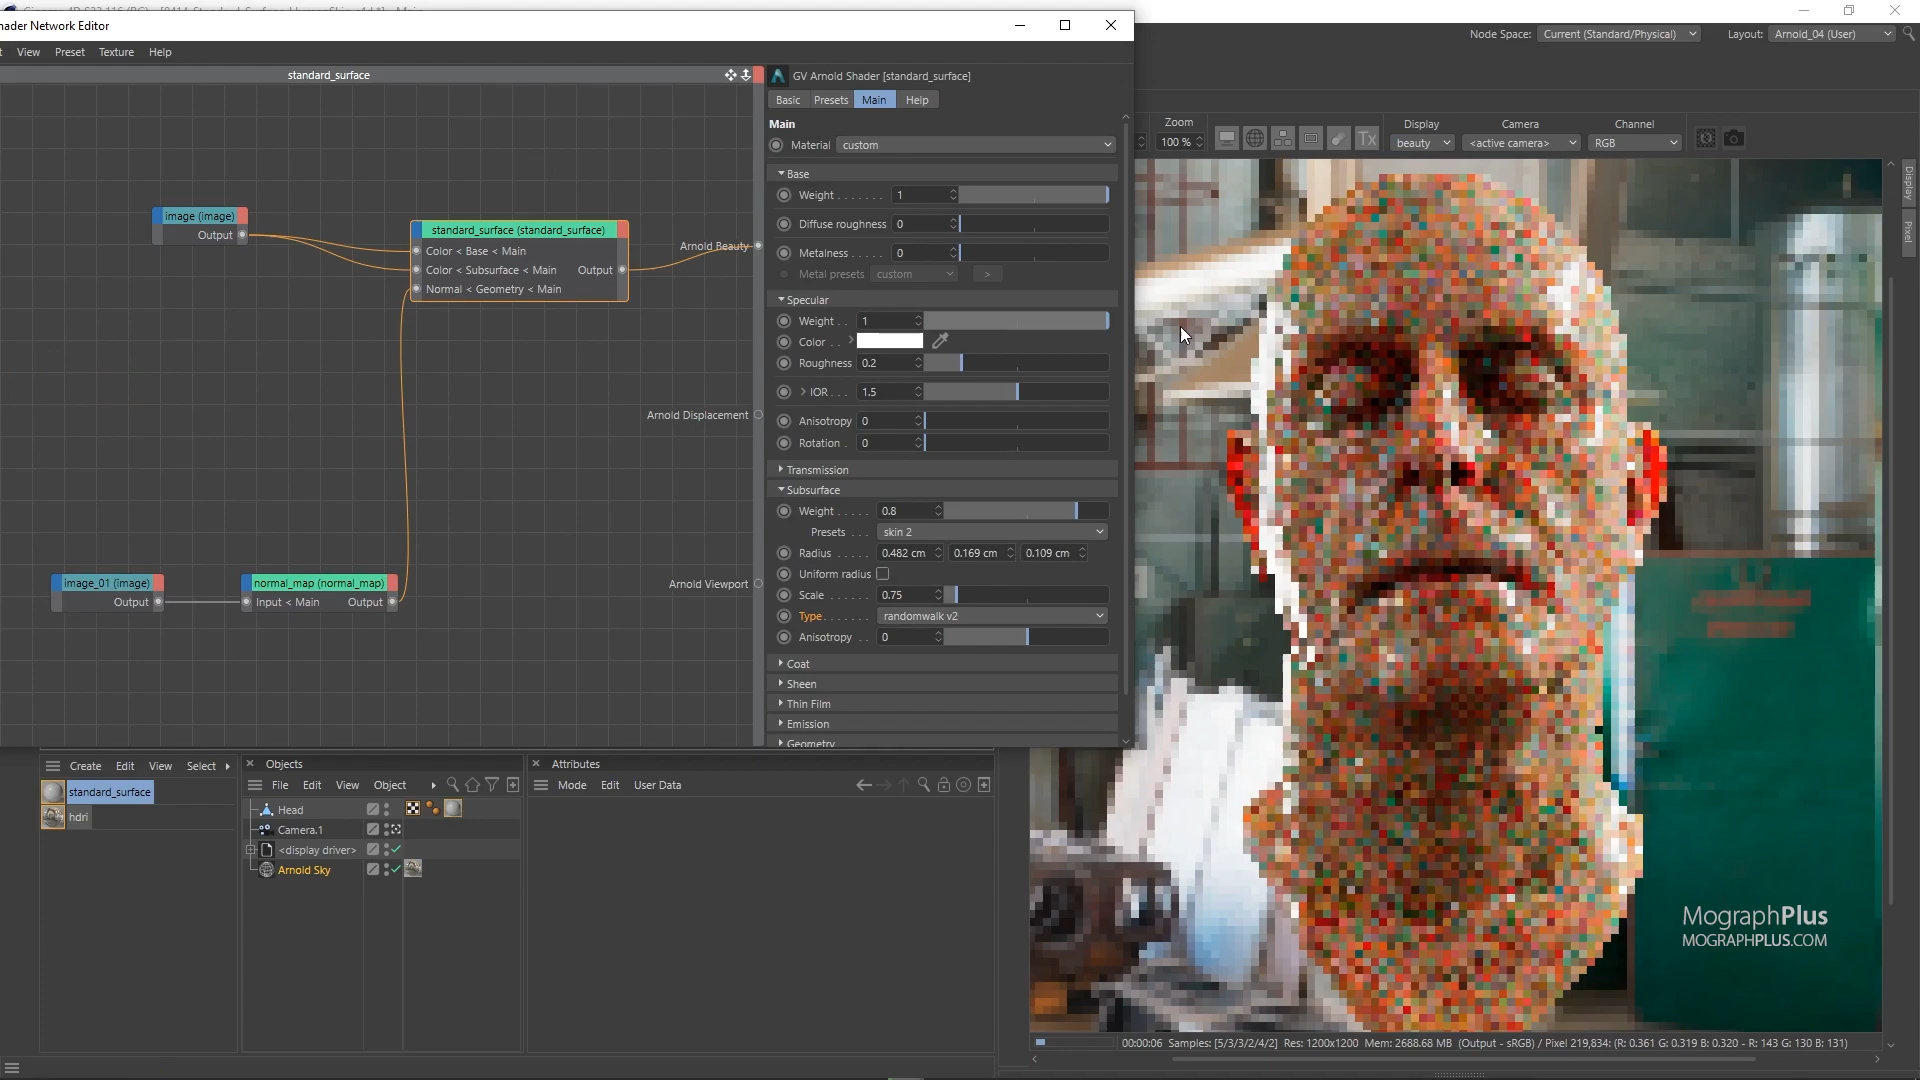 hader Network Editor
View Preset Texture Help
standard_surface
image (image)
Output
standard_surface (standard_surface)
Color < Base < Main
Color < Subsurface < Main Output
Normal < Geometry < Main
Arnold Beauty
Arnold Displacement
Arnold Viewport
image_01 (image)
Output
normal_map (normal_map)
Input < Main Output
GV Arnold Shader [standard_surface]
Basic Presets Main Help
Main
Material custom
Base
Weight . . . . . . . 1
Diffuse roughness 0
Metalness . . . . . 0
Metal presets custom >
Specular
Weight . . 1
Color . . >
Roughness 0.2
> IOR . . . 1.5
Anisotropy 0
Rotation . 0
Transmission
Subsurface
Weight . . . . . 0.8
Presets . . . skin 2
Radius . . . . . 0.482 cm 0.169 cm 0.109 cm
Uniform radius
Scale . . . . . . . 0.75
Type . . . . . . . randomwalk v2
Anisotropy . . 0
Coat
Sheen
Thin Film
Emission
Geometry
Node Space: Current (Standard/Physical) Layout: Arnold_04 (User)
Zoom Display Camera Channel
100 % Tx beauty <active camera> RGB
Display
Pixel
MographPlus
MOGRAPHPLUS.COM
00:00:06 Samples: [5/3/3/2/4/2] Res: 1200x1200 Mem: 2688.68 MB (Output - sRGB) / Pixel 219,834: (R: 0.361 G: 0.319 B: 0.320 - R: 143 G: 130 B: 131)
Create Edit View Select
standard_surface
hdri
Objects
File Edit View Object
Head
Camera.1
<display driver>
Arnold Sky
Attributes
Mode Edit User Data